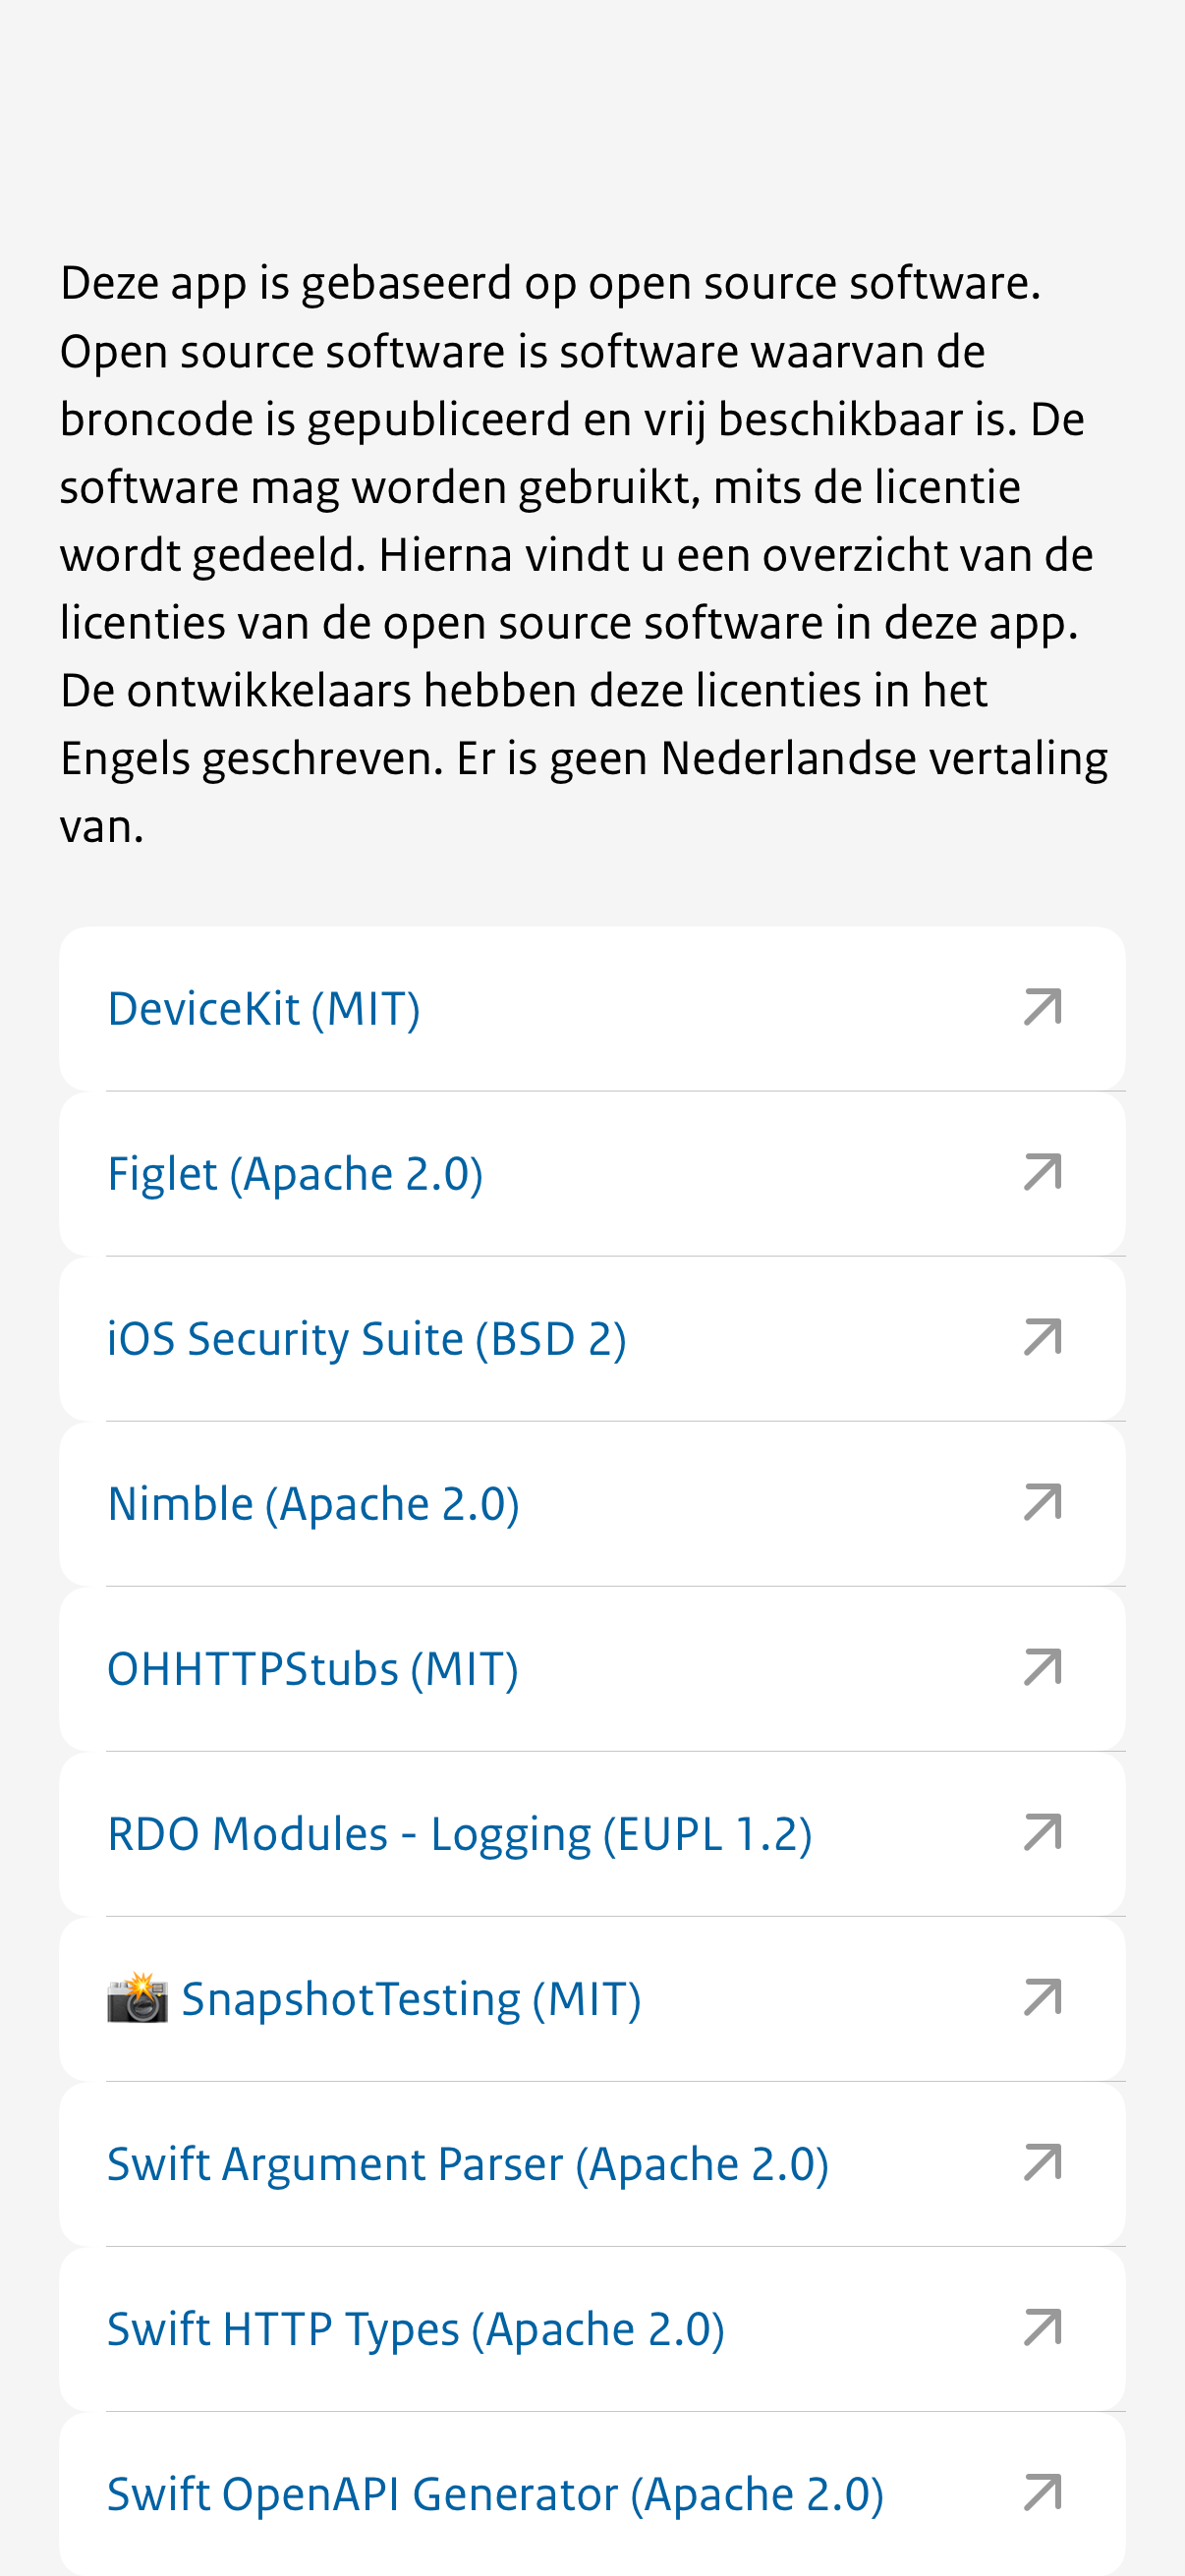 Deze app is gebaseerd op open source software.
Open source software is software waarvan de
broncode is gepubliceerd en vrij beschikbaar is. De
software mag worden gebruikt, mits de licentie
wordt gedeeld. Hierna vindt u een overzicht van de
licenties van de open source software in deze app.
De ontwikkelaars hebben deze licenties in het
Engels geschreven. Er is geen Nederlandse vertaling
van.
DeviceKit (MIT)
Figlet (Apache 2.0)
iOS Security Suite (BSD 2)
Nimble (Apache 2.0)
OHHTTPStubs (MIT)
RDO Modules - Logging (EUPL 1.2)
📸 SnapshotTesting (MIT)
Swift Argument Parser (Apache 2.0)
Swift HTTP Types (Apache 2.0)
Swift OpenAPI Generator (Apache 2.0)